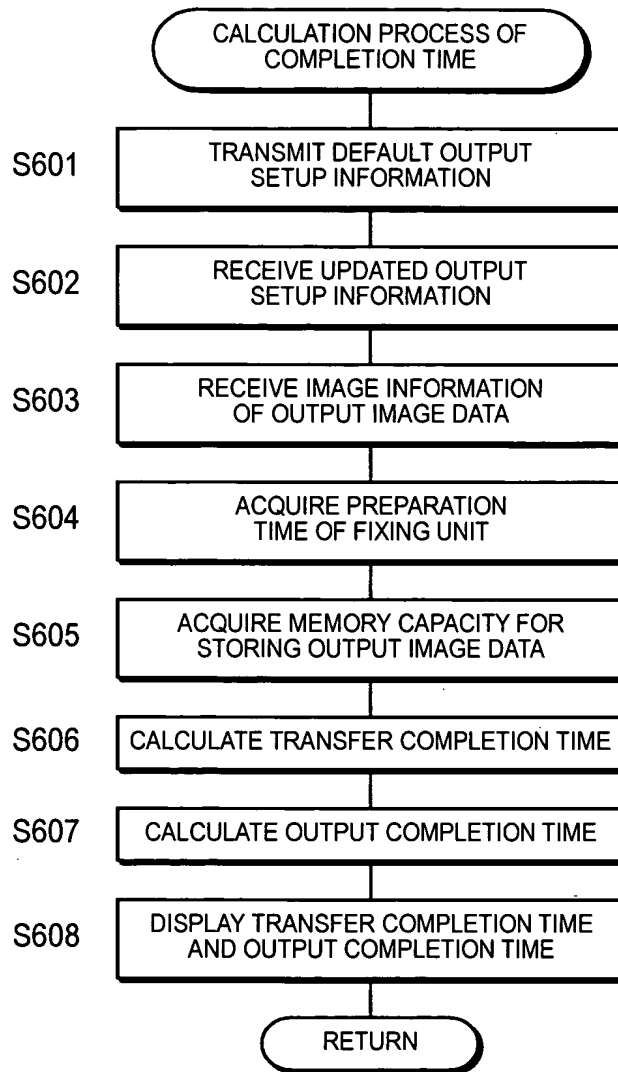 CALCULATION PROCESS OF
COMPLETION TIME
S601
TRANSMIT DEFAULT OUTPUT
SETUP INFORMATION
S602
RECEIVE UPDATED OUTPUT
SETUP INFORMATION
S603
RECEIVE IMAGE INFORMATION
OF OUTPUT IMAGE DATA
S604
ACQUIRE PREPARATION
TIME OF FIXING UNIT
S605
ACQUIRE MEMORY CAPACITY FOR
STORING OUTPUT IMAGE DATA
S606
CALCULATE TRANSFER COMPLETION TIME
S607
CALCULATE OUTPUT COMPLETION TIME
S608
DISPLAY TRANSFER COMPLETION TIME
AND OUTPUT COMPLETION TIME
RETURN